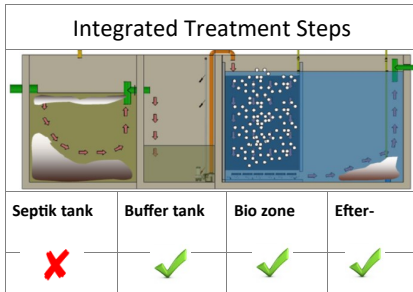 Integrated Treatment Steps
Septik tank Buffer tank Bio zone Efter-